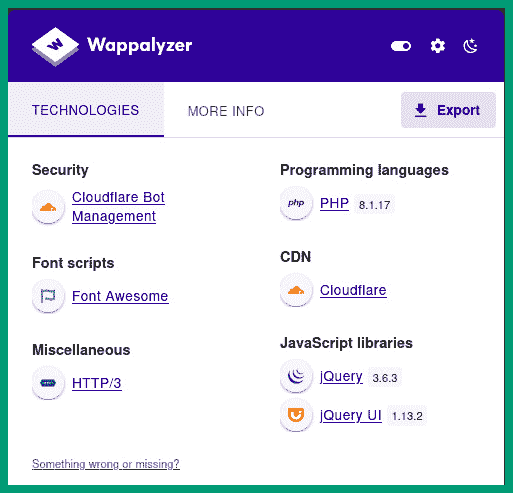 Wappalyzer
TECHNOLOGIES
MORE INFO
Export
Security
Cloudflare Bot
Management
Font scripts
Font Awesome
Miscellaneous
HTTP/3
Programming languages
php
PHP 8.1.17
CDN
Cloudflare
JavaScript libraries
jQuery 3.6.3
jQuery UI 1.13.2
Something wrong or missing?